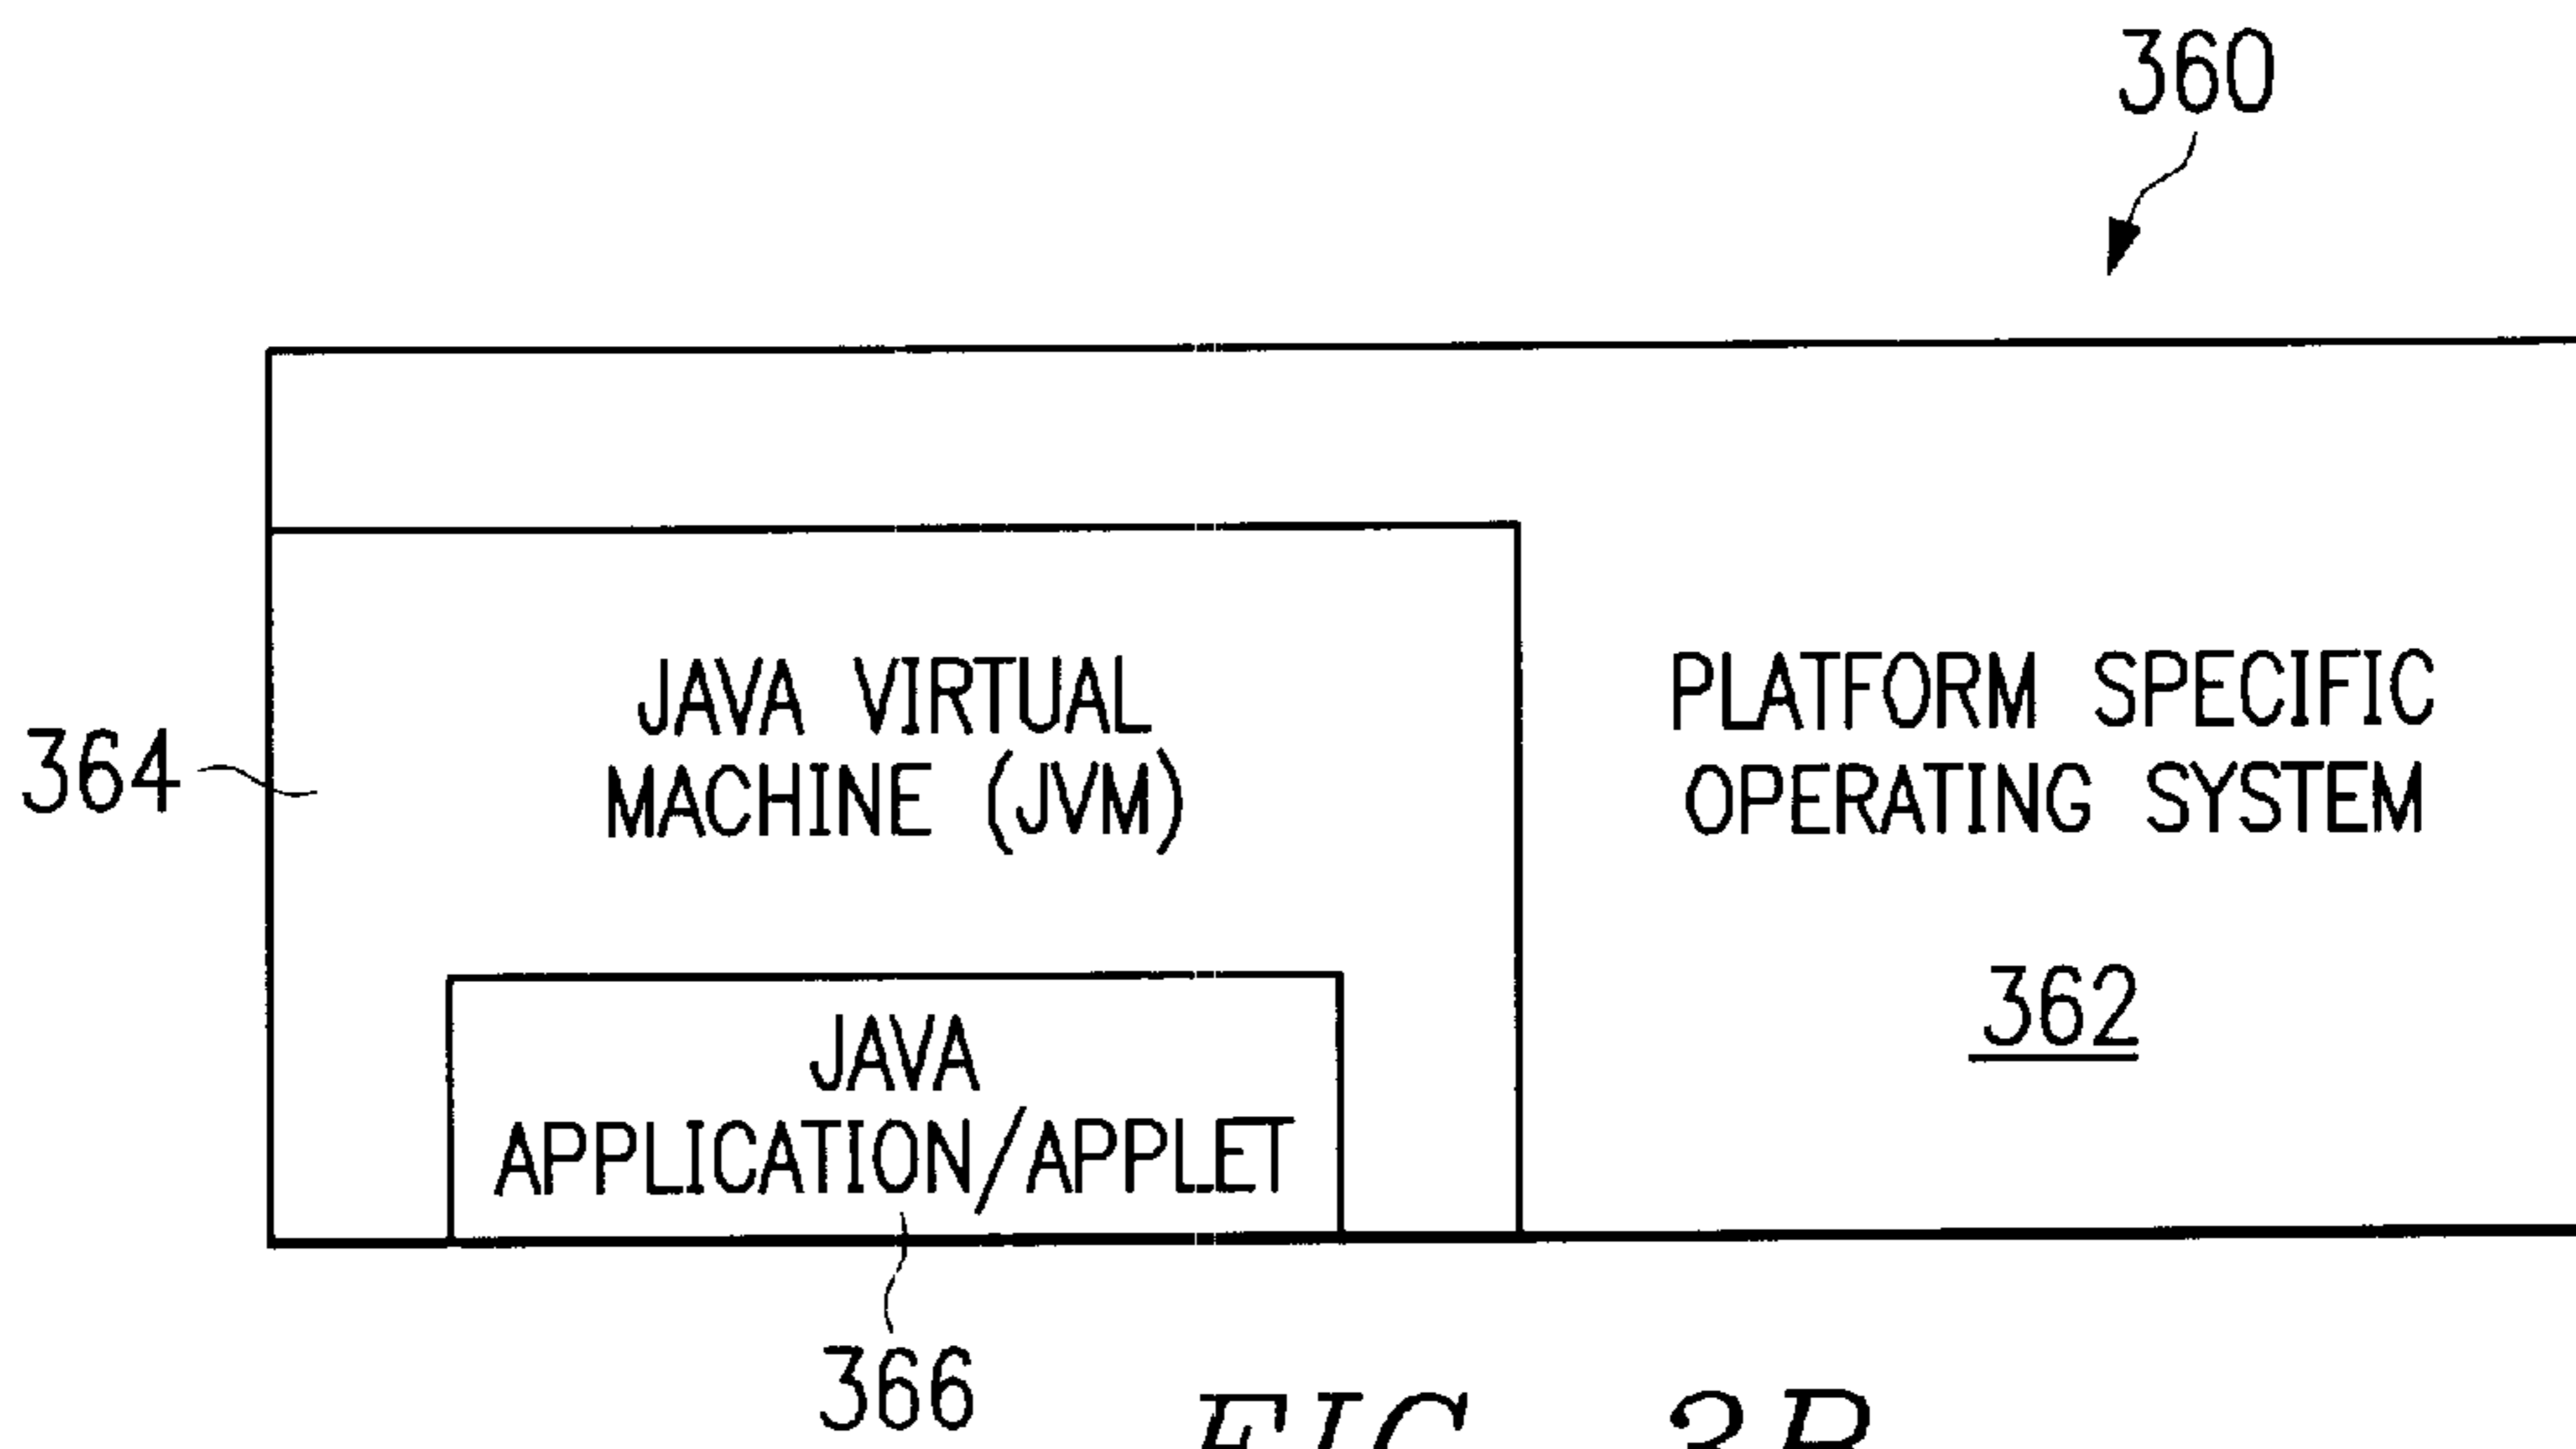 360
JAVA VIRTUAL
MACHINE (JVM)
PLATFORM SPECIFIC
OPERATING SYSTEM
364
362
JAVA
APPLICATION/APPLET
366